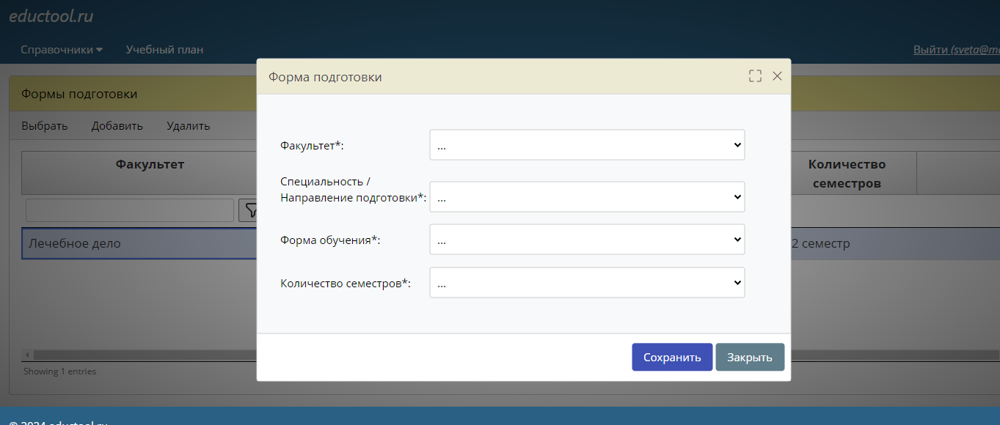 eductool.ru
Справочники Учебный план
Выйти (sveta@m
Форма подготовки
Формы подготовки
Выбрать Добавить Удалить
Факультет
Количество
семестров
Лечебное дело
2 семестр
Факультет*: ...
Специальность /
Направление подготовки*: ...
Форма обучения*: ...
Количество семестров*: ...
Сохранить Закрыть
Showing 1 entries
© 2024 eductool.ru